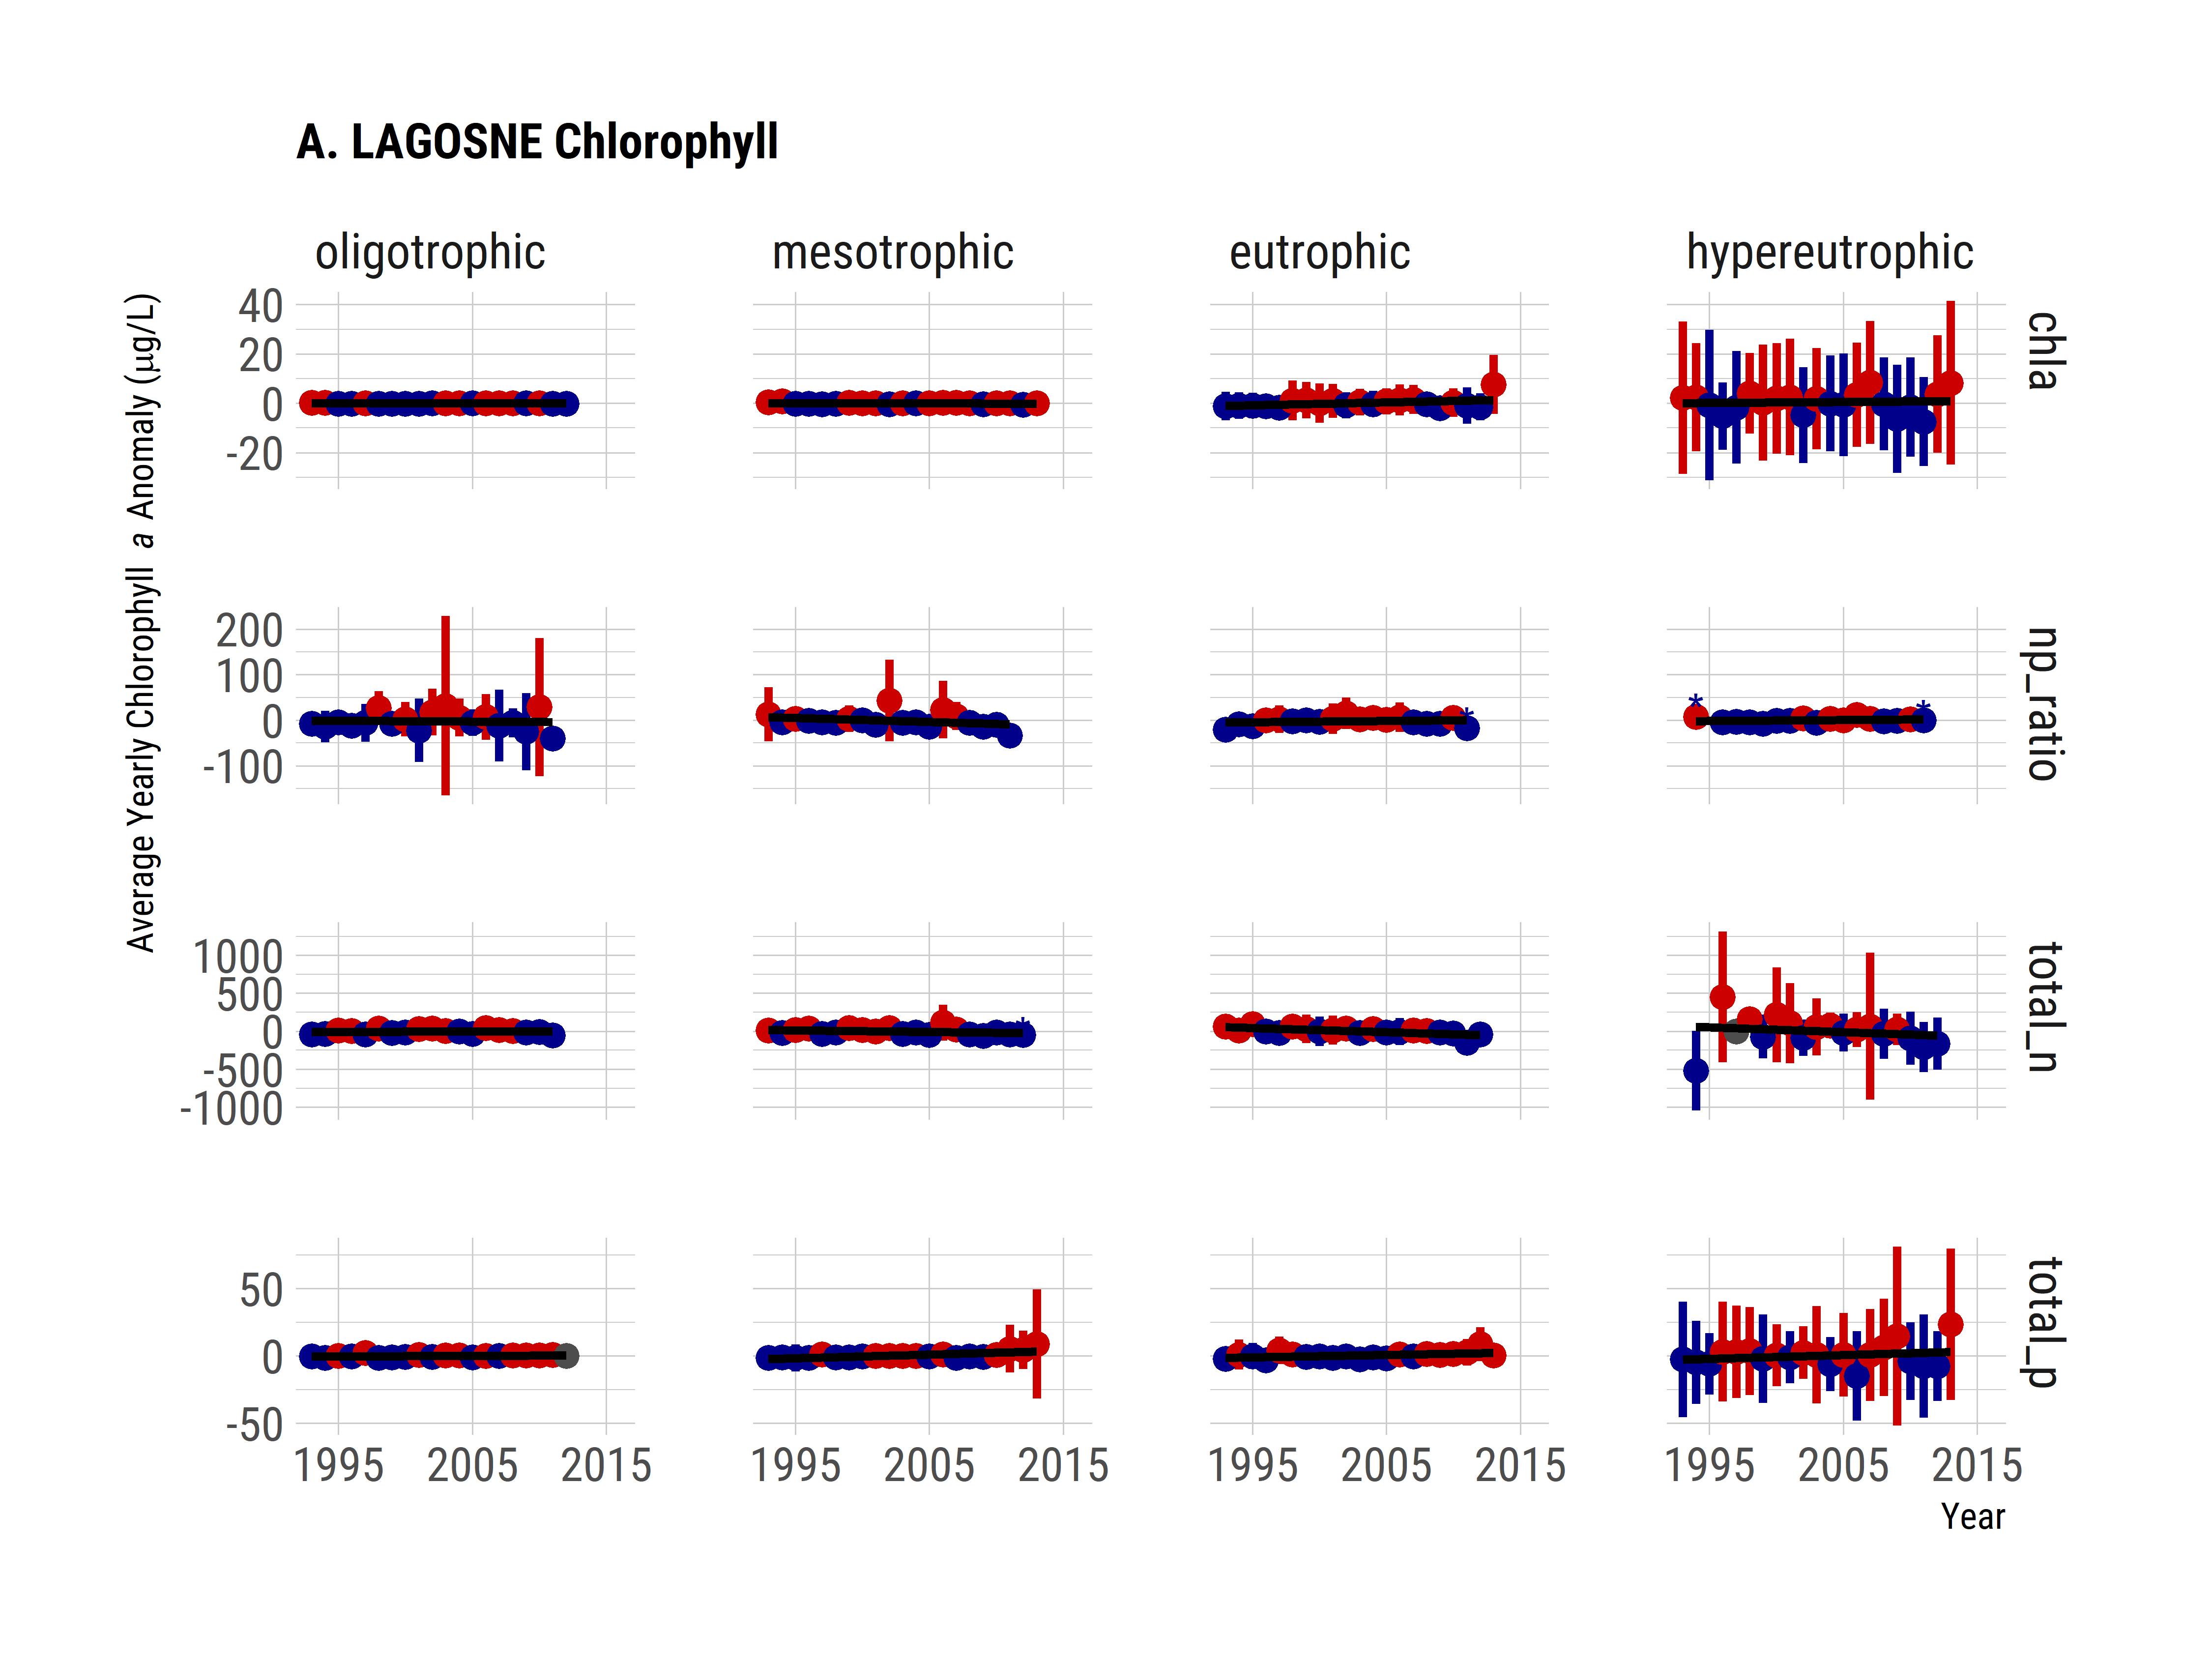 A. LAGOSNE Chlorophyll
oligotrophic mesotrophic eutrophic hypereutrophic
Average Yearly Chlorophyll a Anomaly (µg/L)
40
20
0
-20
chla
200
100
0
-100
np_ratio
1000
500
0
-500
-1000
total_n
50
0
-50
total_p
1995 2005 2015 1995 2005 2015 1995 2005 2015 1995 2005 2015
Year